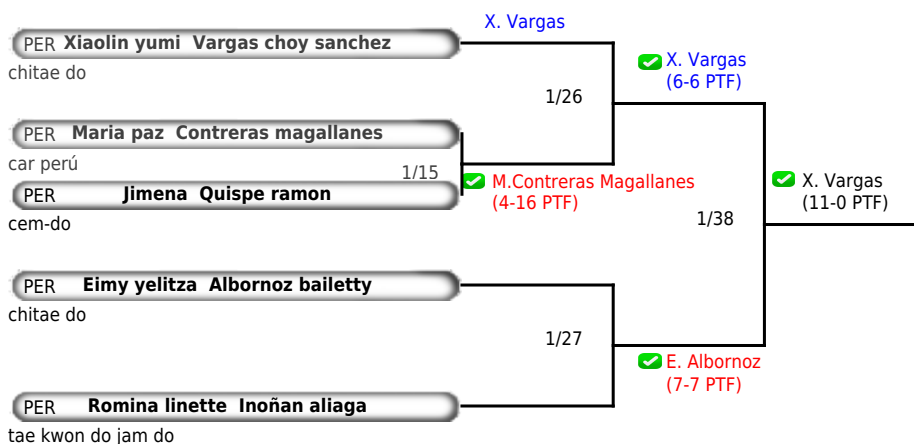 X. Vargas
PER Xiaolin yumi Vargas choy sanchez
chitae do
X. Vargas
(6-6 PTF)
1/26
PER Maria paz Contreras magallanes
car perú
1/15
M.Contreras Magallanes
(4-16 PTF)
X. Vargas
(11-0 PTF)
PER Jimena Quispe ramon
cem-do
1/38
PER Eimy yelitza Albornoz bailetty
chitae do
1/27
E. Albornoz
(7-7 PTF)
PER Romina linette Inoñan aliaga
tae kwon do jam do